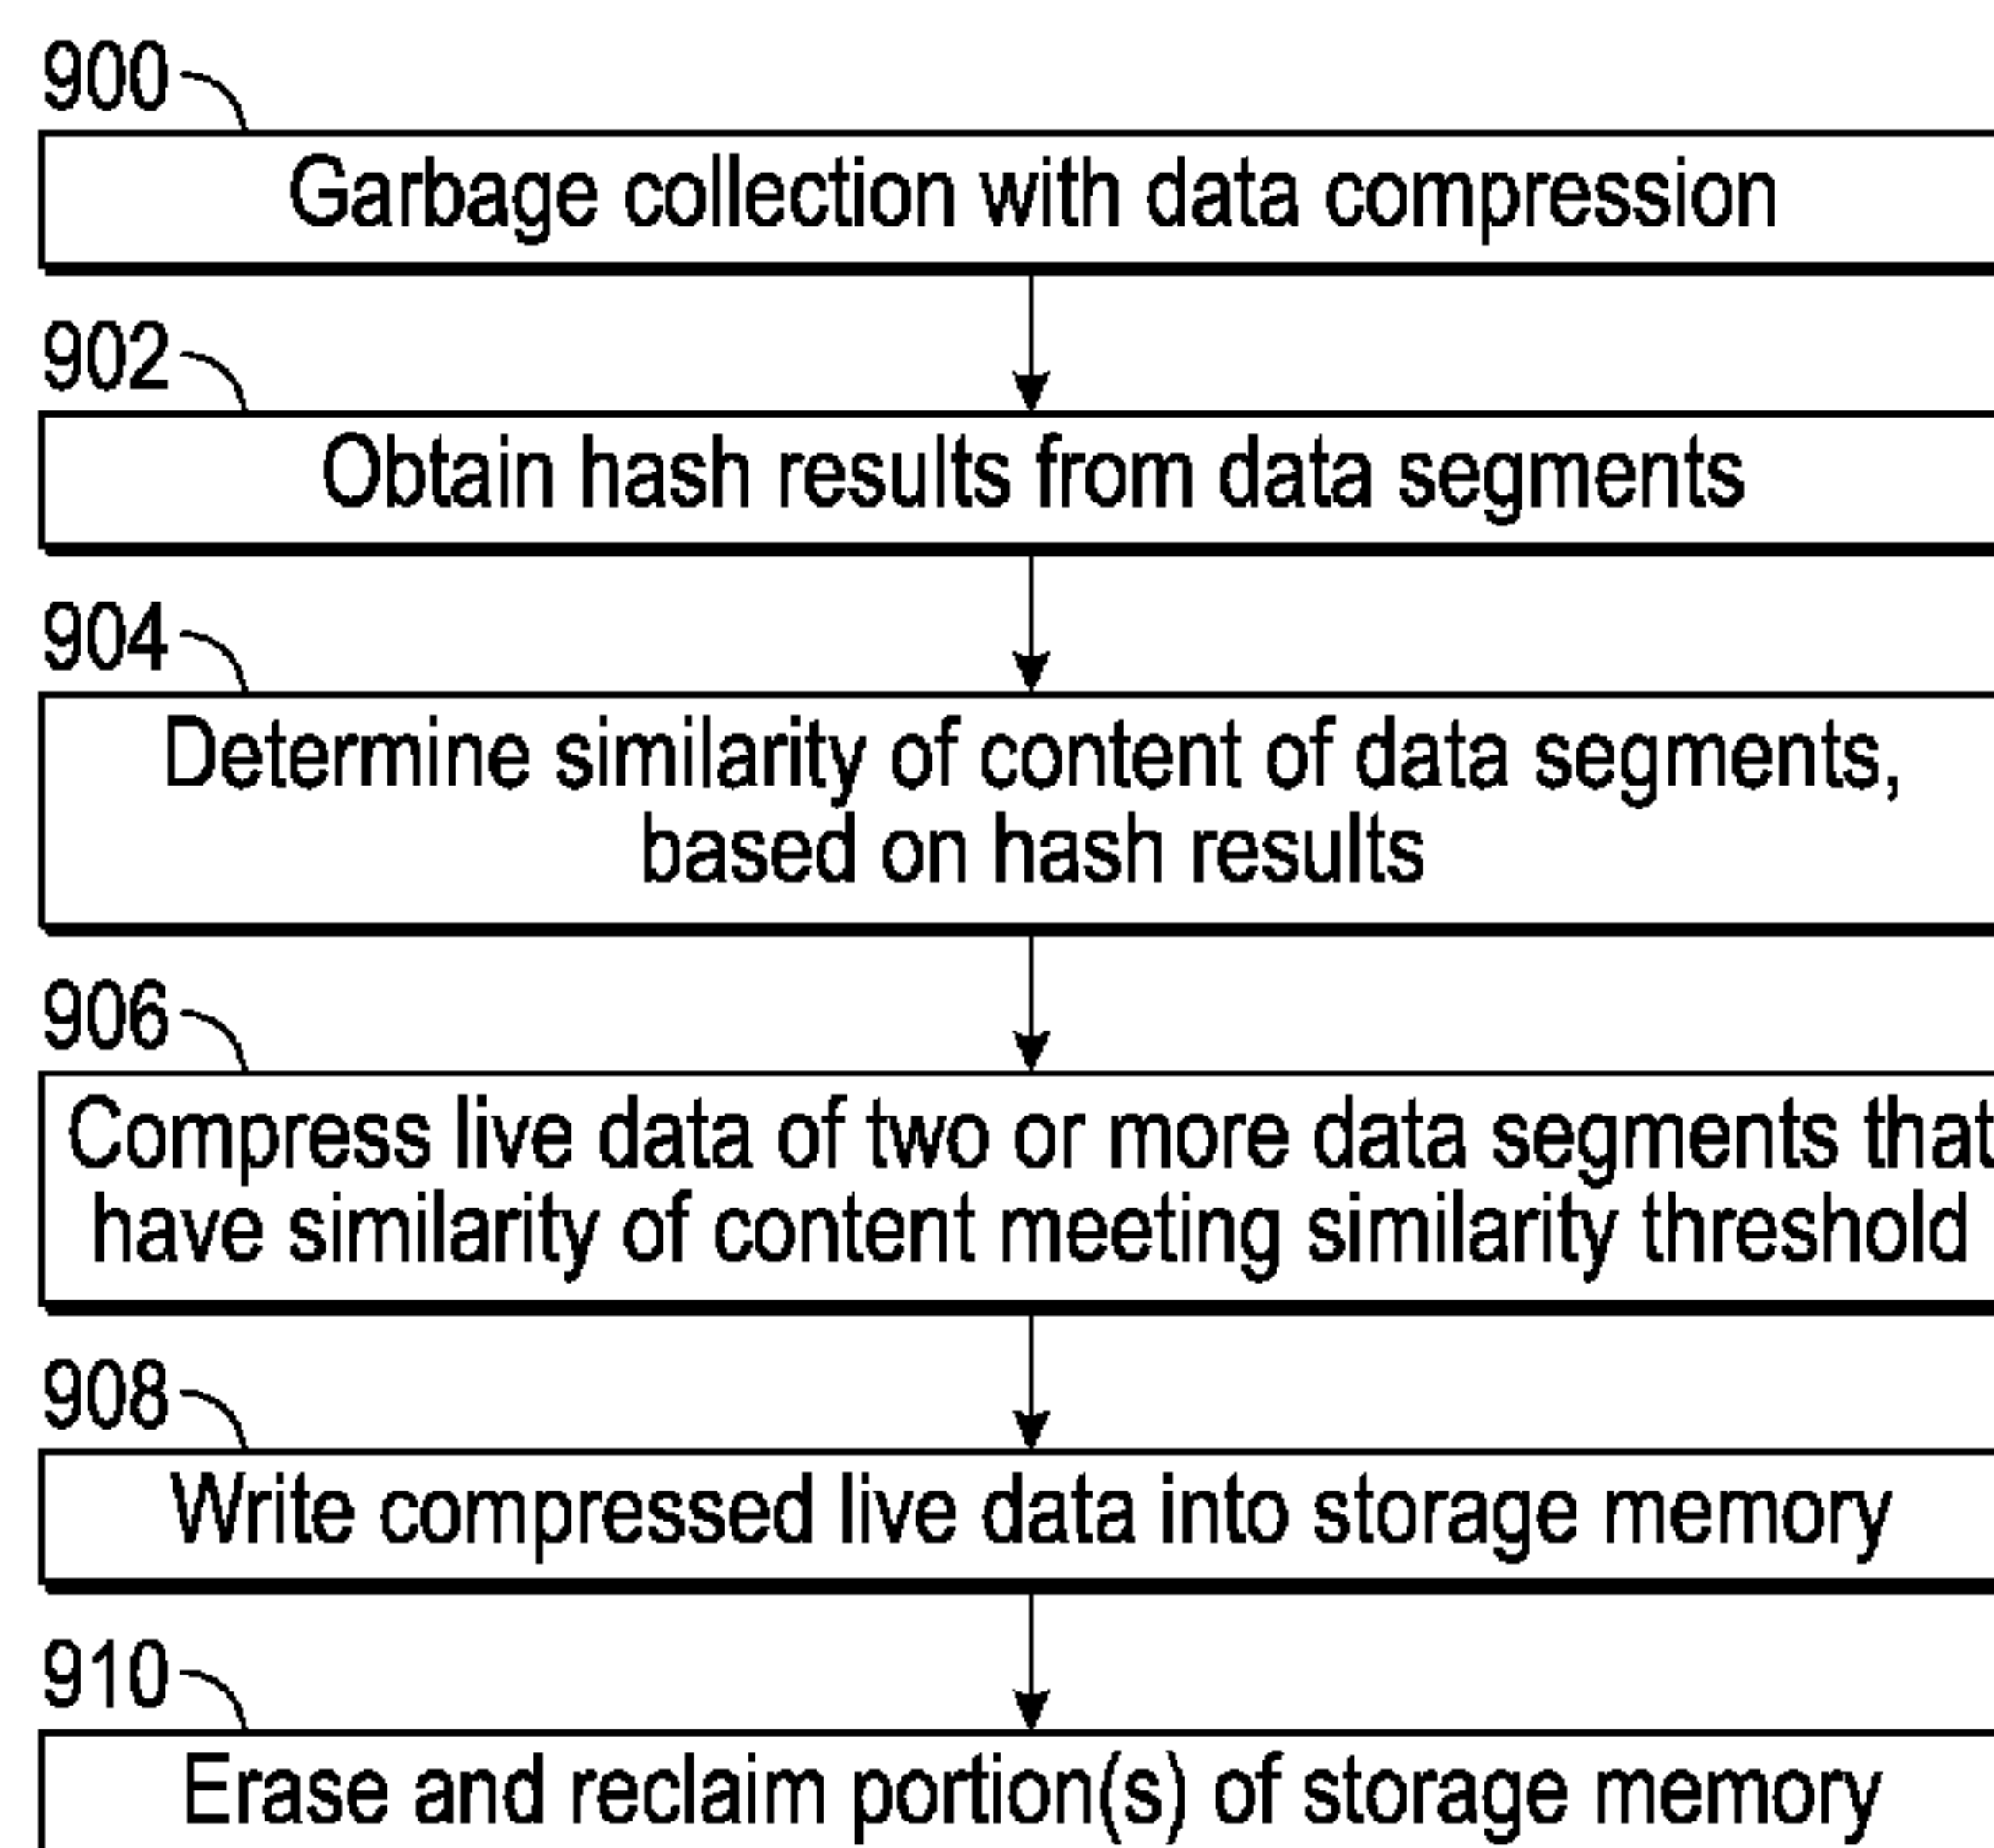 900
Garbage collection with data compression
902
Obtain hash results from data segments
904
Determine similarity of content of data segments,
based on hash results
906
Compress live data of two or more data segments that
have similarity of content meeting similarity threshold
908
Write compressed live data into storage memory
910
Erase and reclaim portion(s) of storage memory